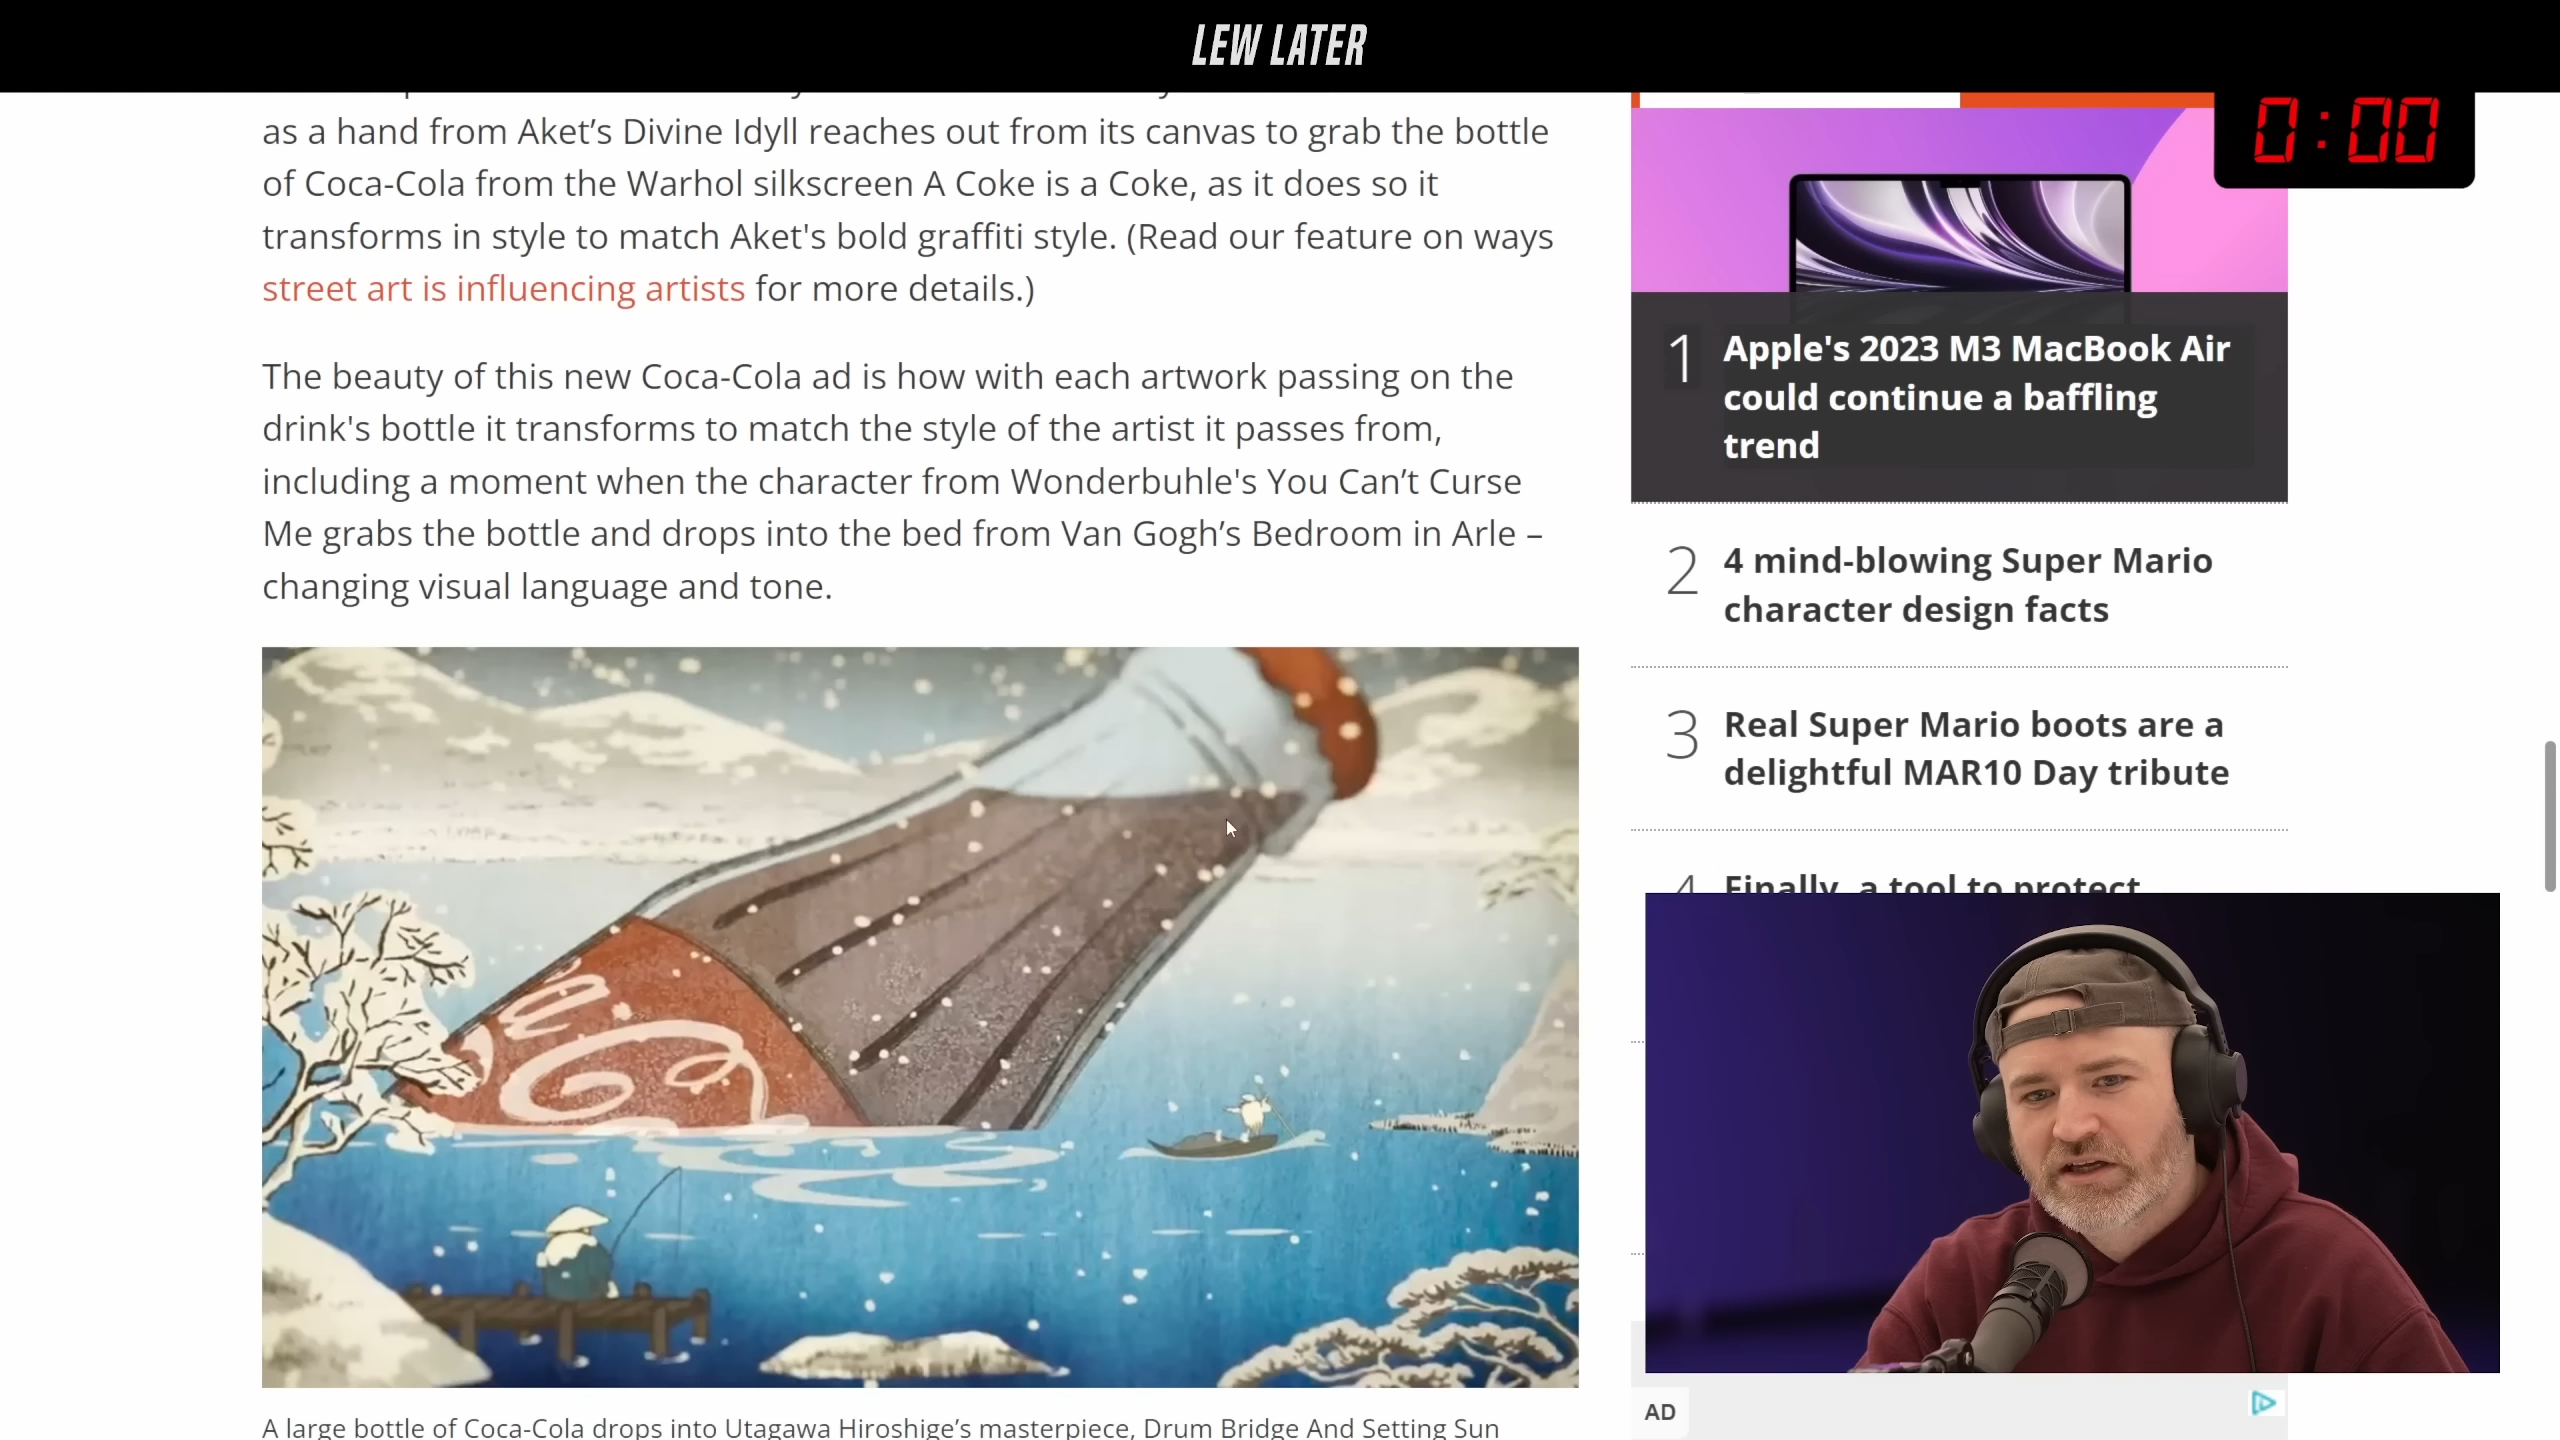 LEW LATER
0:00
as a hand from Aket’s Divine Idyll reaches out from its canvas to grab the bottle
of Coca-Cola from the Warhol silkscreen A Coke is a Coke, as it does so it
transforms in style to match Aket's bold graffiti style. (Read our feature on ways
street art is influencing artists for more details.)
The beauty of this new Coca-Cola ad is how with each artwork passing on the
drink's bottle it transforms to match the style of the artist it passes from,
including a moment when the character from Wonderbuhle's You Can’t Curse
Me grabs the bottle and drops into the bed from Van Gogh’s Bedroom in Arle –
changing visual language and tone.
A large bottle of Coca-Cola drops into Utagawa Hiroshige’s masterpiece, Drum Bridge And Setting Sun
1 Apple's 2023 M3 MacBook Air
could continue a baffling
trend
2 4 mind-blowing Super Mario
character design facts
3 Real Super Mario boots are a
delightful MAR10 Day tribute
4 Finally, a tool to protect
AD